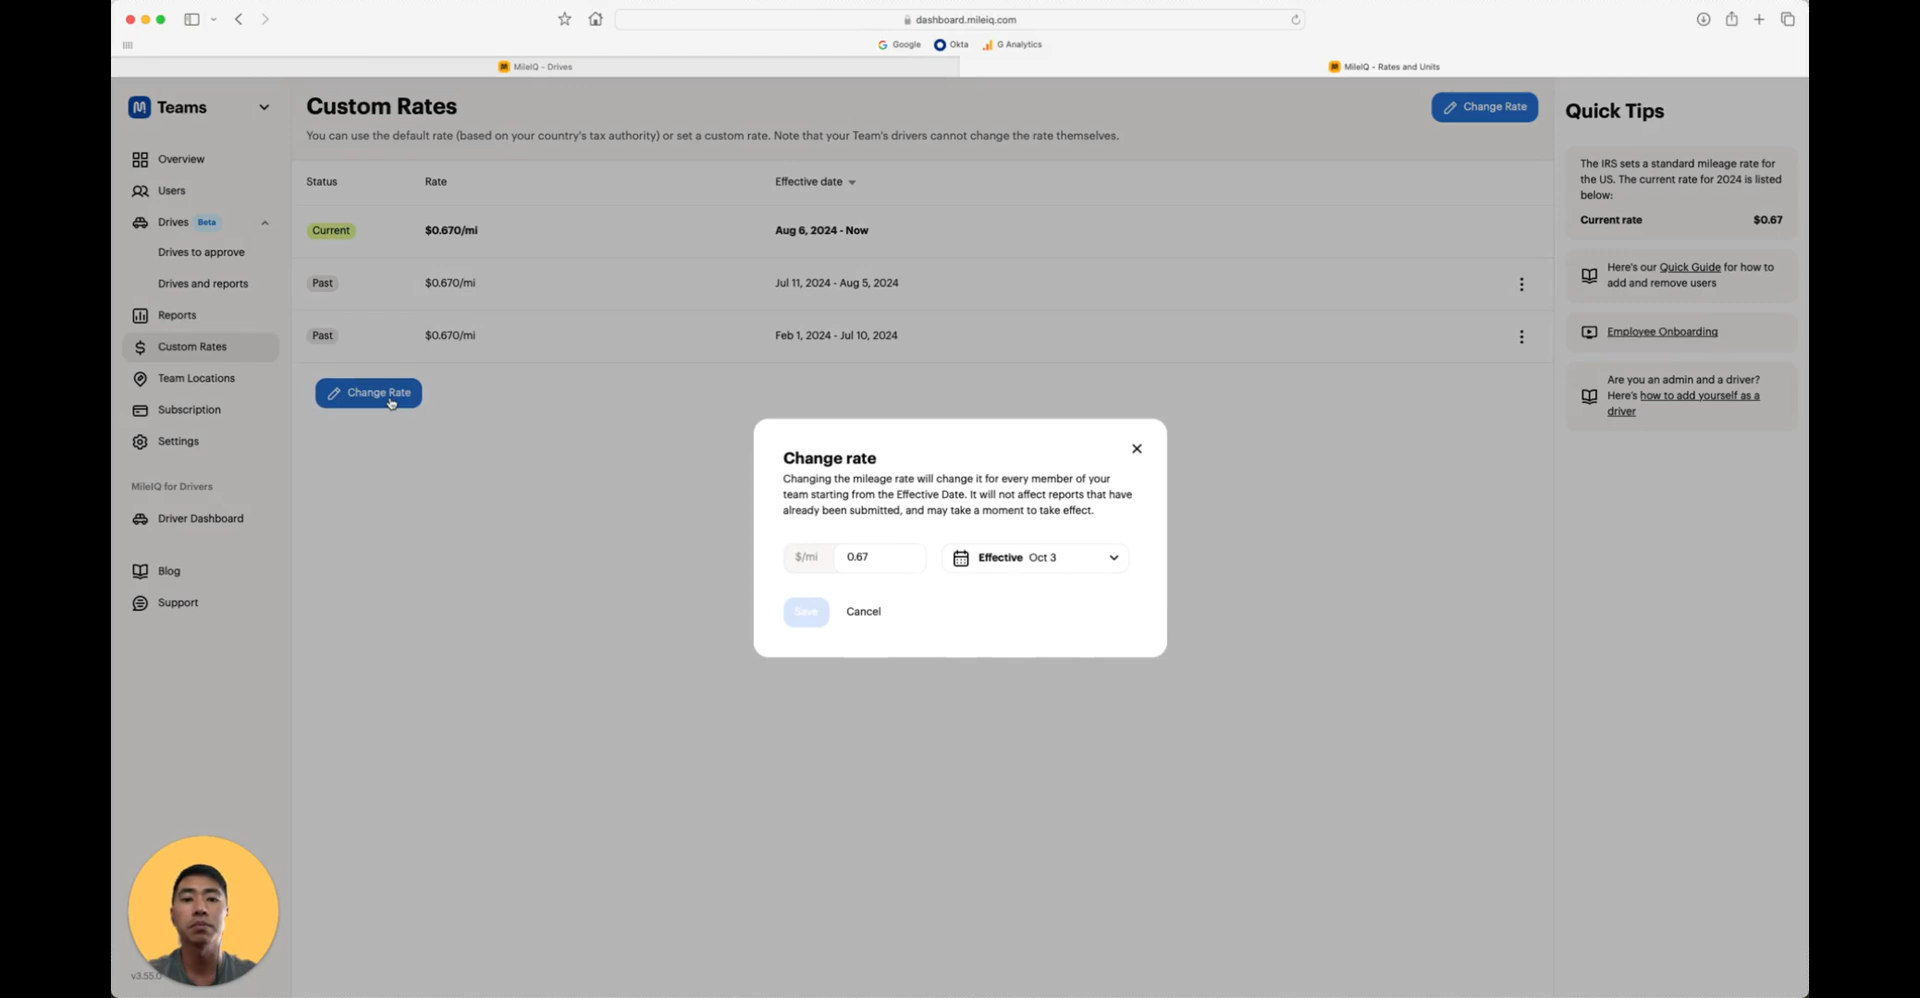 dashboard.mileiq.com
Google
Okta
G Analytics
MileIQ - Drives
MileIQ - Rates and Units
Teams
Overview
Users
Drives Beta
Drives to approve
Drives and reports
Reports
Custom Rates
Team Locations
Subscription
Settings
MileIQ for Drivers
Driver Dashboard
Blog
Support
v3.55.0
Custom Rates
Change Rate
You can use the default rate (based on your country's tax authority) or set a custom rate. Note that your Team's drivers cannot change the rate themselves.
Status Rate Effective date
Current $0.670/mi Aug 6, 2024 - Now
Past $0.670/mi Jul 11, 2024 - Aug 5, 2024
Past $0.670/mi Feb 1, 2024 - Jul 10, 2024
Change Rate
Change rate
Changing the mileage rate will change it for every member of your
team starting from the Effective Date. It will not affect reports that have
already been submitted, and may take a moment to take effect.
$/mi 0.67 Effective Oct 3
Save Cancel
Quick Tips
The IRS sets a standard mileage rate for
the US. The current rate for 2024 is listed
below:
Current rate $0.67
Here's our Quick Guide for how to
add and remove users
Employee Onboarding
Are you an admin and a driver?
Here's how to add yourself as a
driver